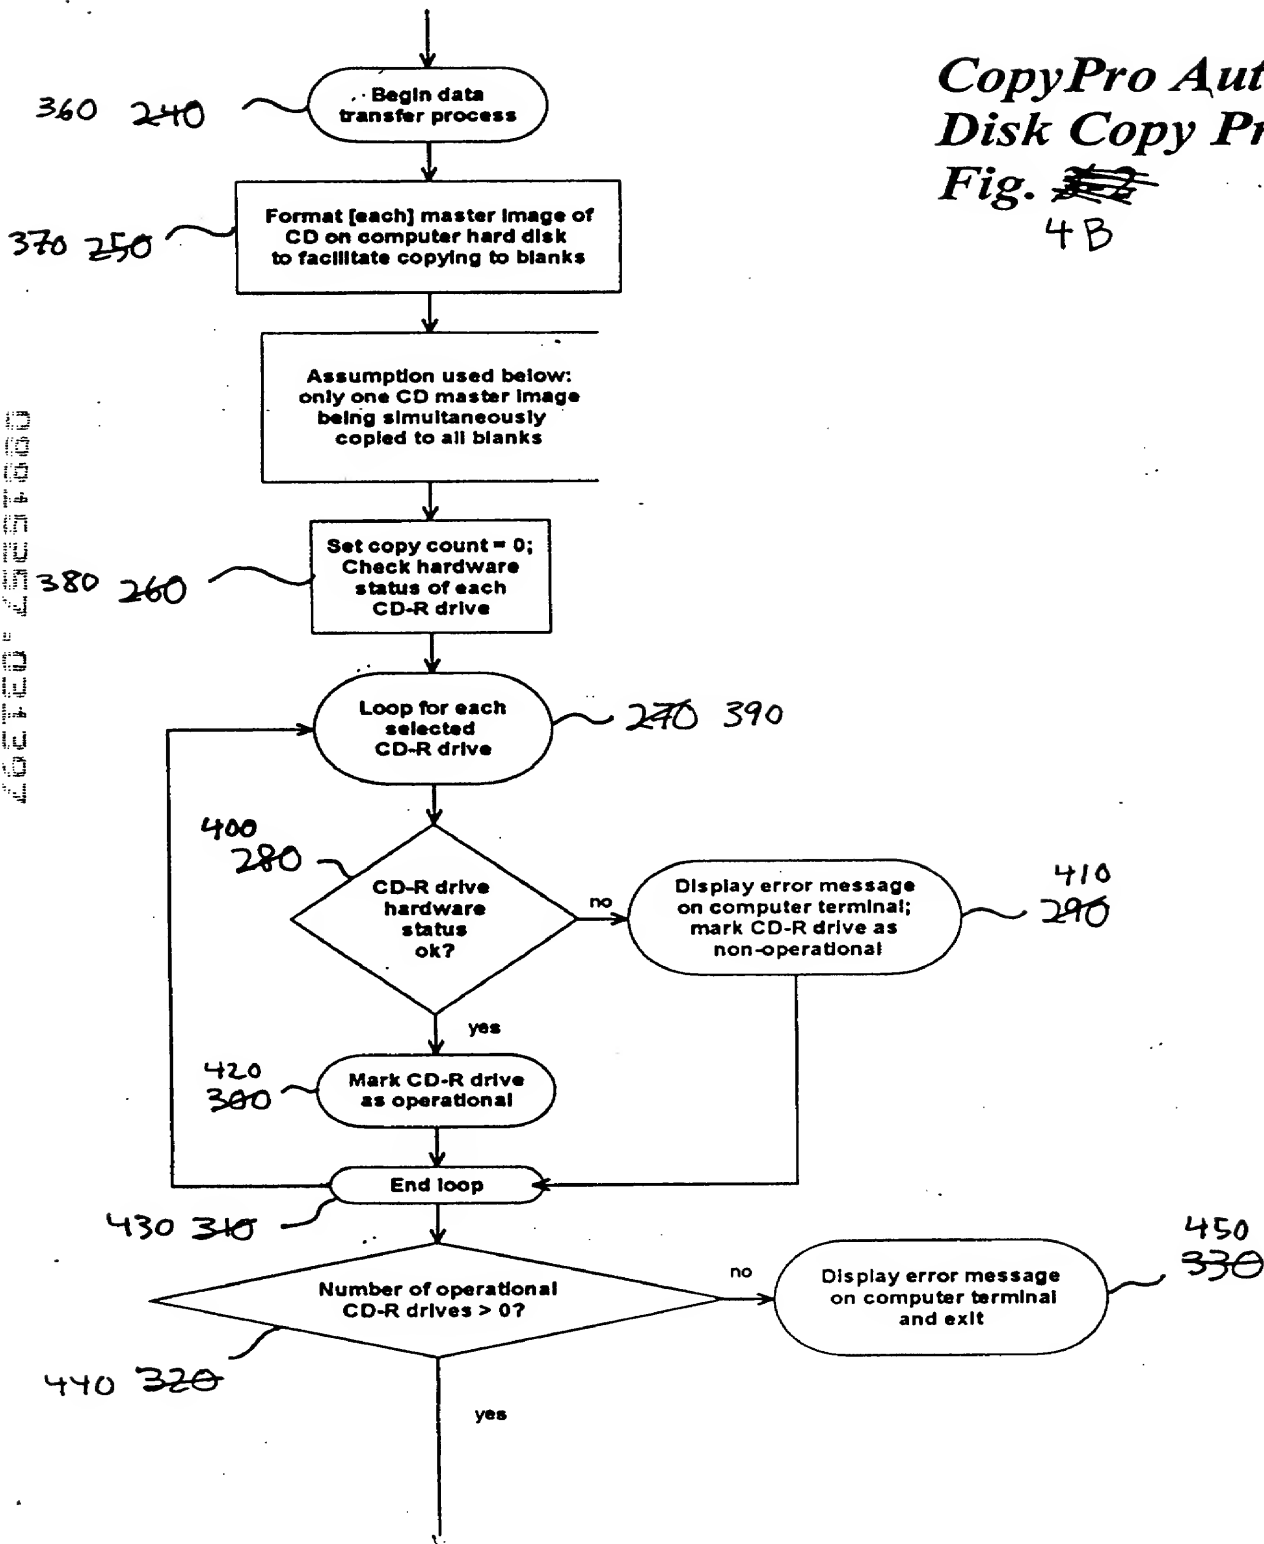 CopyPro Aut
Disk Copy Pr
Fig. 3-2
4B
360 240
Begin data
transfer process
370 250
Format [each] master image of
CD on computer hard disk
to facilitate copying to blanks
Assumption used below:
only one CD master image
being simultaneously
copied to all blanks
380 260
Set copy count = 0;
Check hardware
status of each
CD-R drive
Loop for each
selected
CD-R drive
270 390
400
280
CD-R drive
hardware
status
ok?
no
Display error message
on computer terminal;
mark CD-R drive as
non-operational
410
290
yes
420
300
Mark CD-R drive
as operational
End loop
430 310
Number of operational
CD-R drives > 0?
no
Display error message
on computer terminal
and exit
450
330
440 320
yes